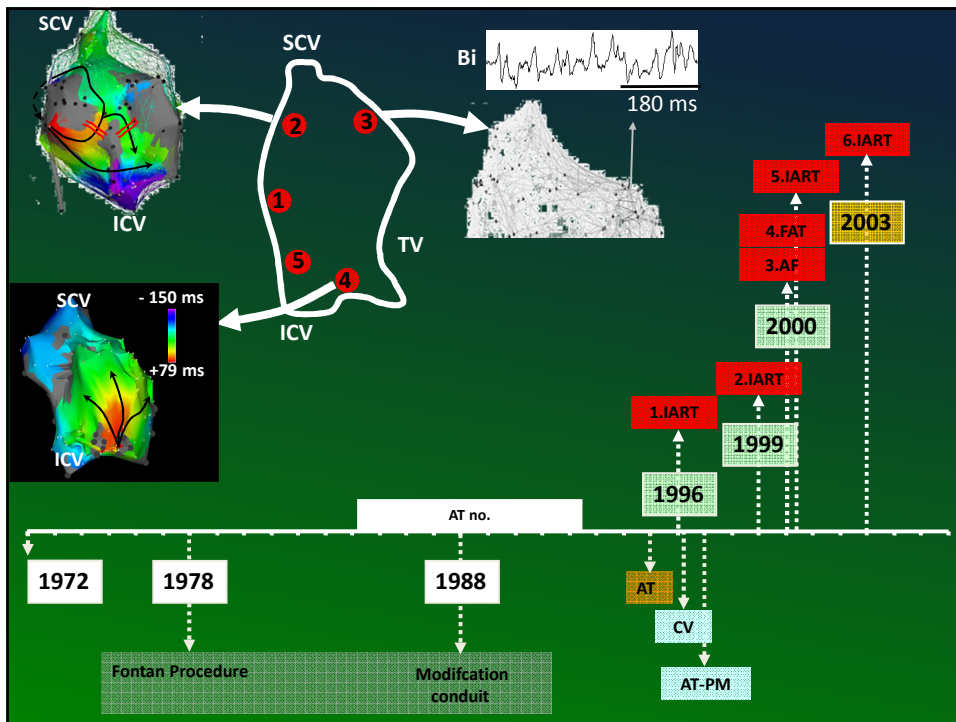 SCV
ICV
SCV
2
3
1
5
4
TV
ICV
Bi
180 ms
SCV
- 150 ms
+79 ms
ICV
6.IART
5.IART
2003
4.FAT
3.AF
2000
2.IART
1.IART
1999
1996
AT no.
1972
1978
1988
AT
CV
AT-PM
Fontan Procedure
Modifcation
conduit